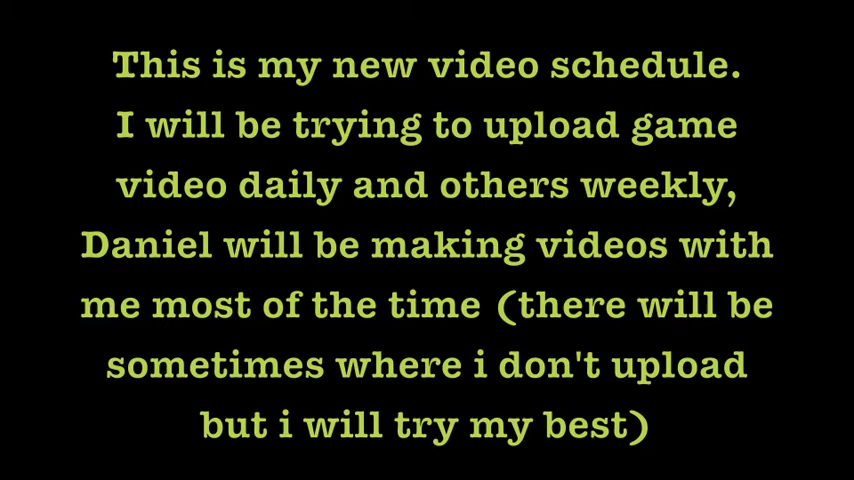 This is my new video schedule.
I will be trying to upload game
video daily and others weekly,
Daniel will be making videos with
me most of the time (there will be
sometimes where i don't upload
but i will try my best)